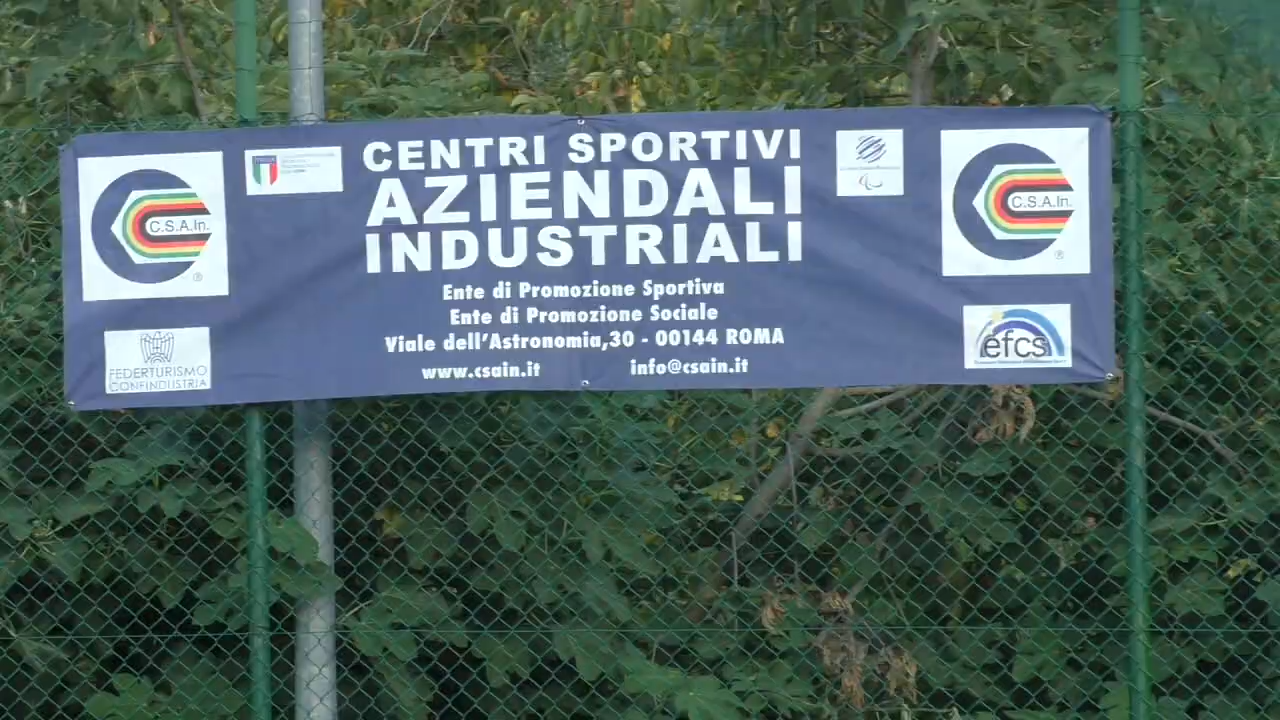 CENTRI SPORTIVI
AZIENDALI
INDUSTRIALI
Ente di Promozione Sportiva
Ente di Promozione Sociale
Viale dell'Astronomia,30 - 00144 ROMA
www.csain.it info@csain.it
C.S.A.In.
®
ITALIA
FEDERTURISMO
CONFINDUSTRIA
C.S.A.In.
®
efcs